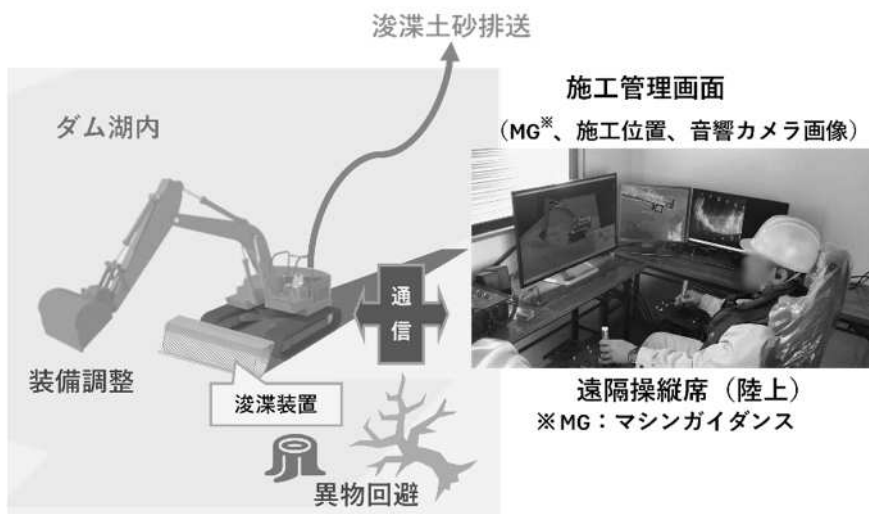 浚渫土砂排送
ダム湖内
施工管理画面
（MG※、施工位置、音響カメラ画像）
通信
装備調整
浚渫装置
異物回避
遠隔操縦席（陸上）
※MG：マシンガイダンス